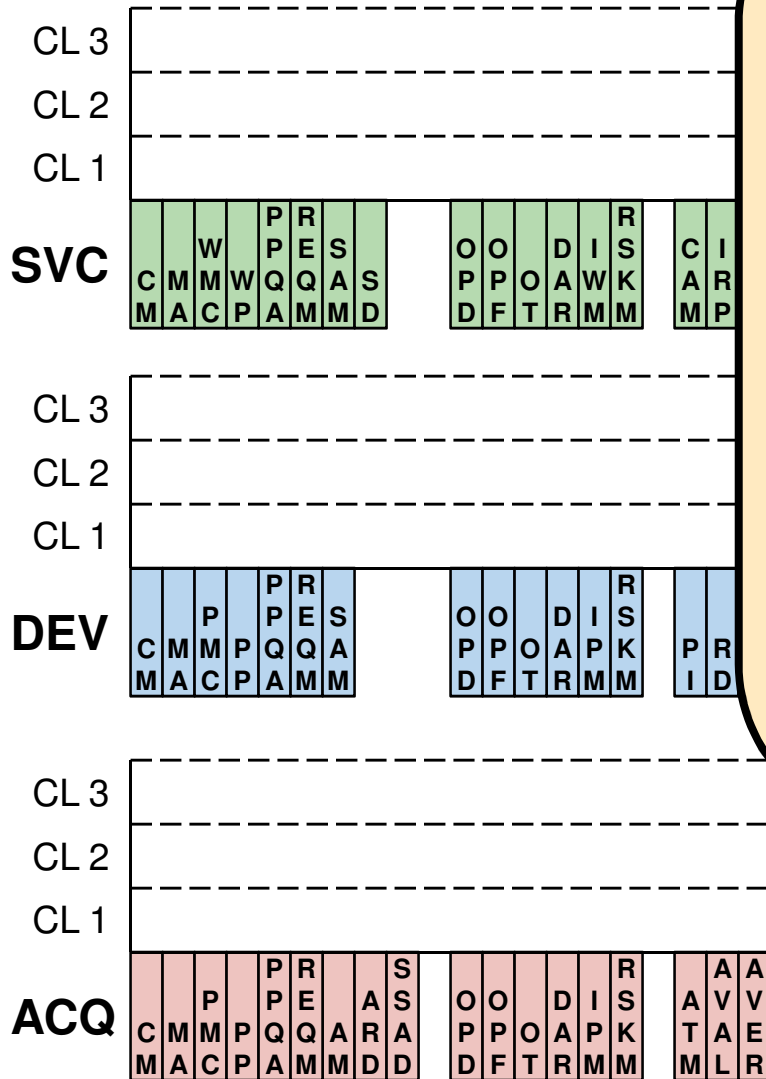 CL 3
CL 2
CL 1
SVC
CM MA WMC WP PPQA REQM SAM SD OPD OPF OT DAR IWM RSKM CAM IRP
CL 3
CL 2
CL 1
DEV
CM MA PMC PP PPQA REQM SAM OPD OPF OT DAR IPM RSKM PI RD
CL 3
CL 2
CL 1
ACQ
CM MA PMC PP PPQA REQM AM ARD SSAD OPD OPF OT DAR IPM RSKM ATM AVAL AVER